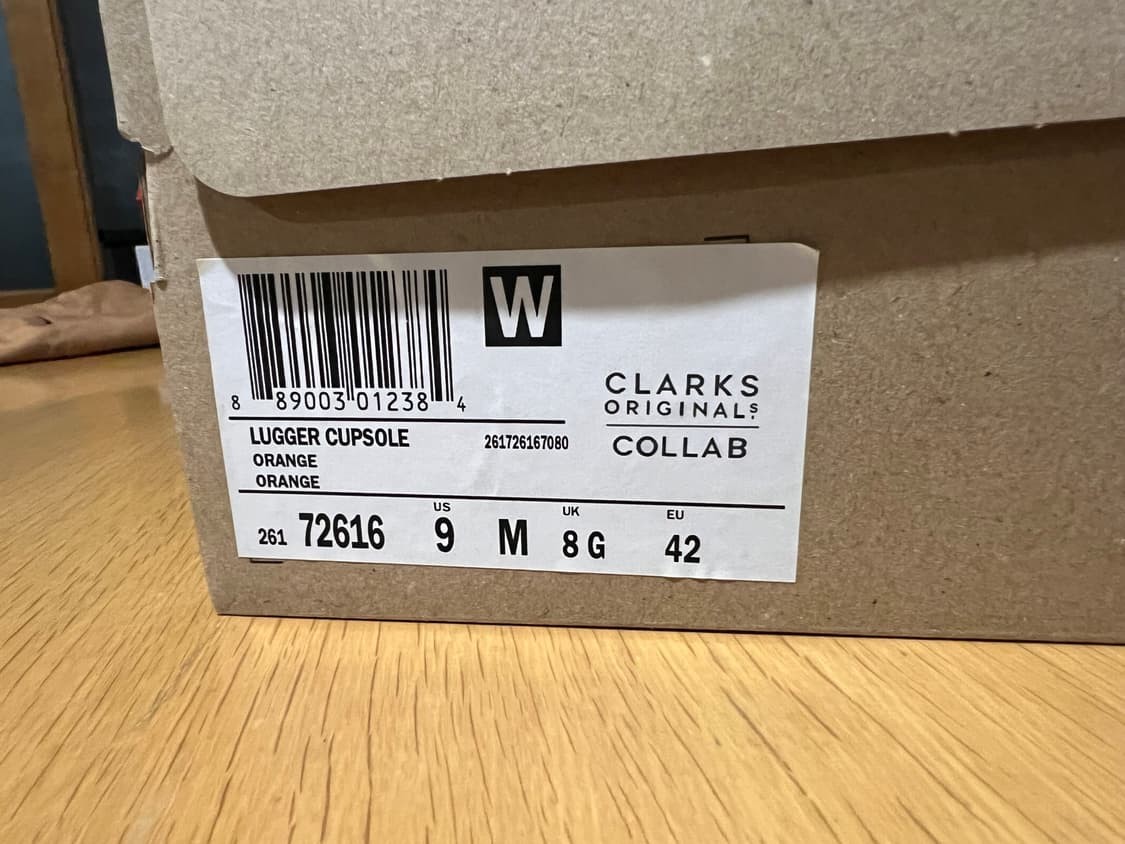 W
8 89003 01238 4
CLARKS
ORIGINALS
COLLAB
LUGGER CUPSOLE 261726167080
ORANGE
ORANGE
US UK EU
261 72616 9 M 8 G 42